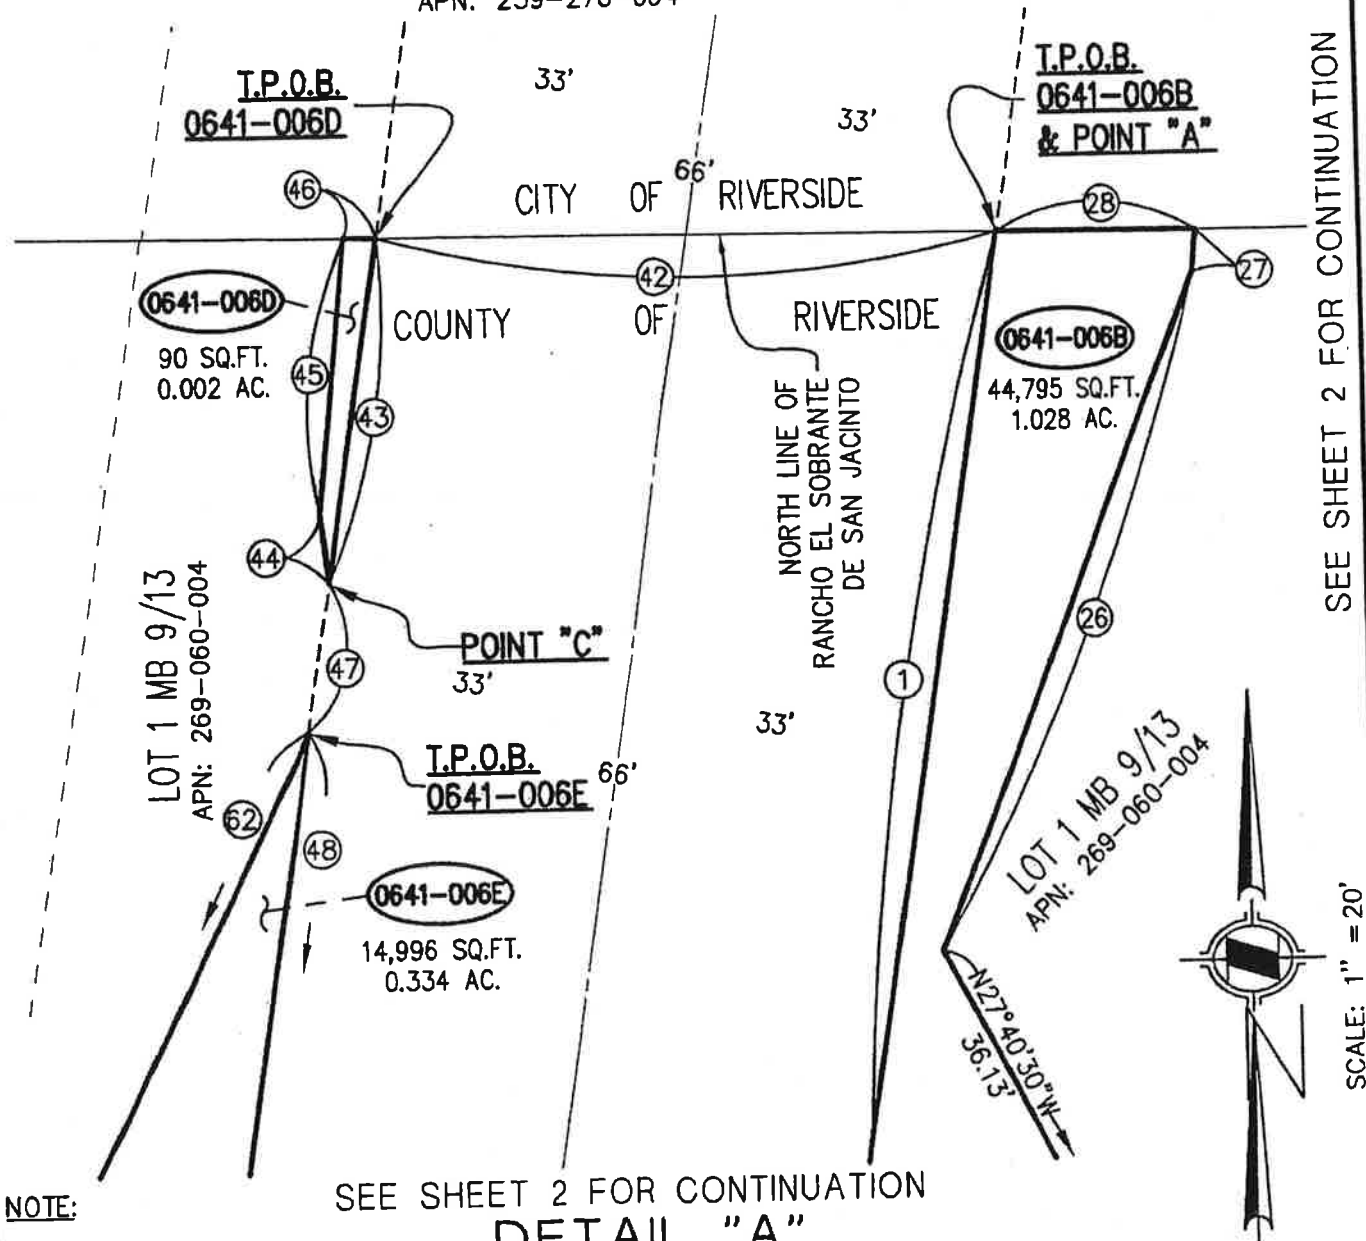 T.P.O.B.
0641-006D
33'
33'
T.P.O.B.
0641-006B
& POINT "A"
SEE SHEET 2 FOR CONTINUATION
66'
46
CITY OF RIVERSIDE
28
27
42
0641-006D
COUNTY OF RIVERSIDE
0641-006B
90 SQ.FT.
0.002 AC.
45
43
44,795 SQ.FT.
1.028 AC.
NORTH LINE OF
RANCHO EL SOBRANTE
DE SAN JACINTO
44
LOT 1 MB 9/13
APN: 269-060-004
26
POINT "C"
47
33'
1
33'
T.P.O.B.
0641-006E
66'
62
48
LOT 1 MB 9/13
APN: 269-060-004
0641-006E
14,996 SQ.FT.
0.334 AC.
N27°40'30"W
36.13'
SCALE: 1" = 20'
NOTE:
SEE SHEET 2 FOR CONTINUATION
DETAIL "A"